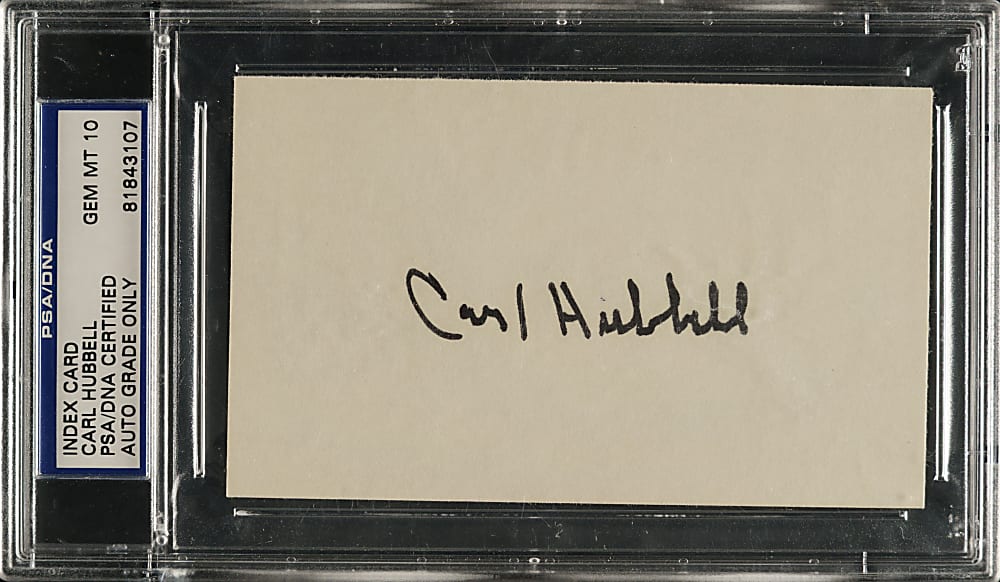 PSA/DNA
INDEX CARD GEM MT 10
CARL HUBBELL
PSA/DNA CERTIFIED
AUTO GRADE ONLY 81843107
Carl Hubbell